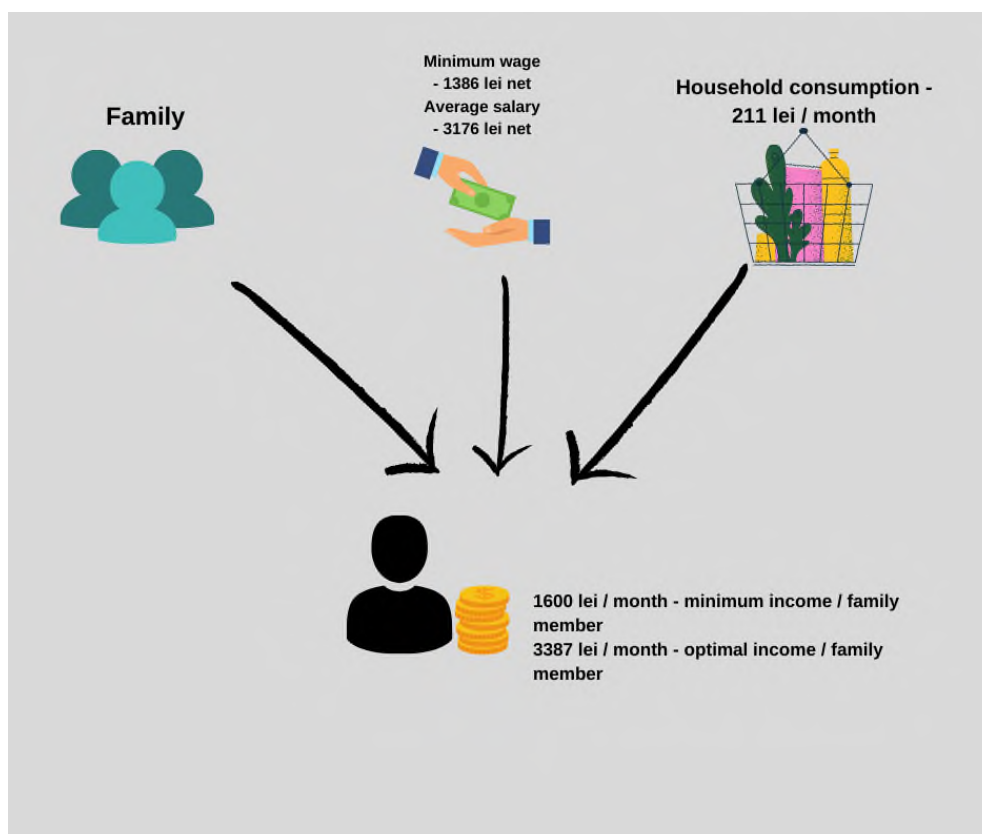 Family
Minimum wage
- 1386 lei net
Average salary
- 3176 lei net
Household consumption -
211 lei / month
1600 lei / month - minimum income / family
member
3387 lei / month - optimal income / family
member